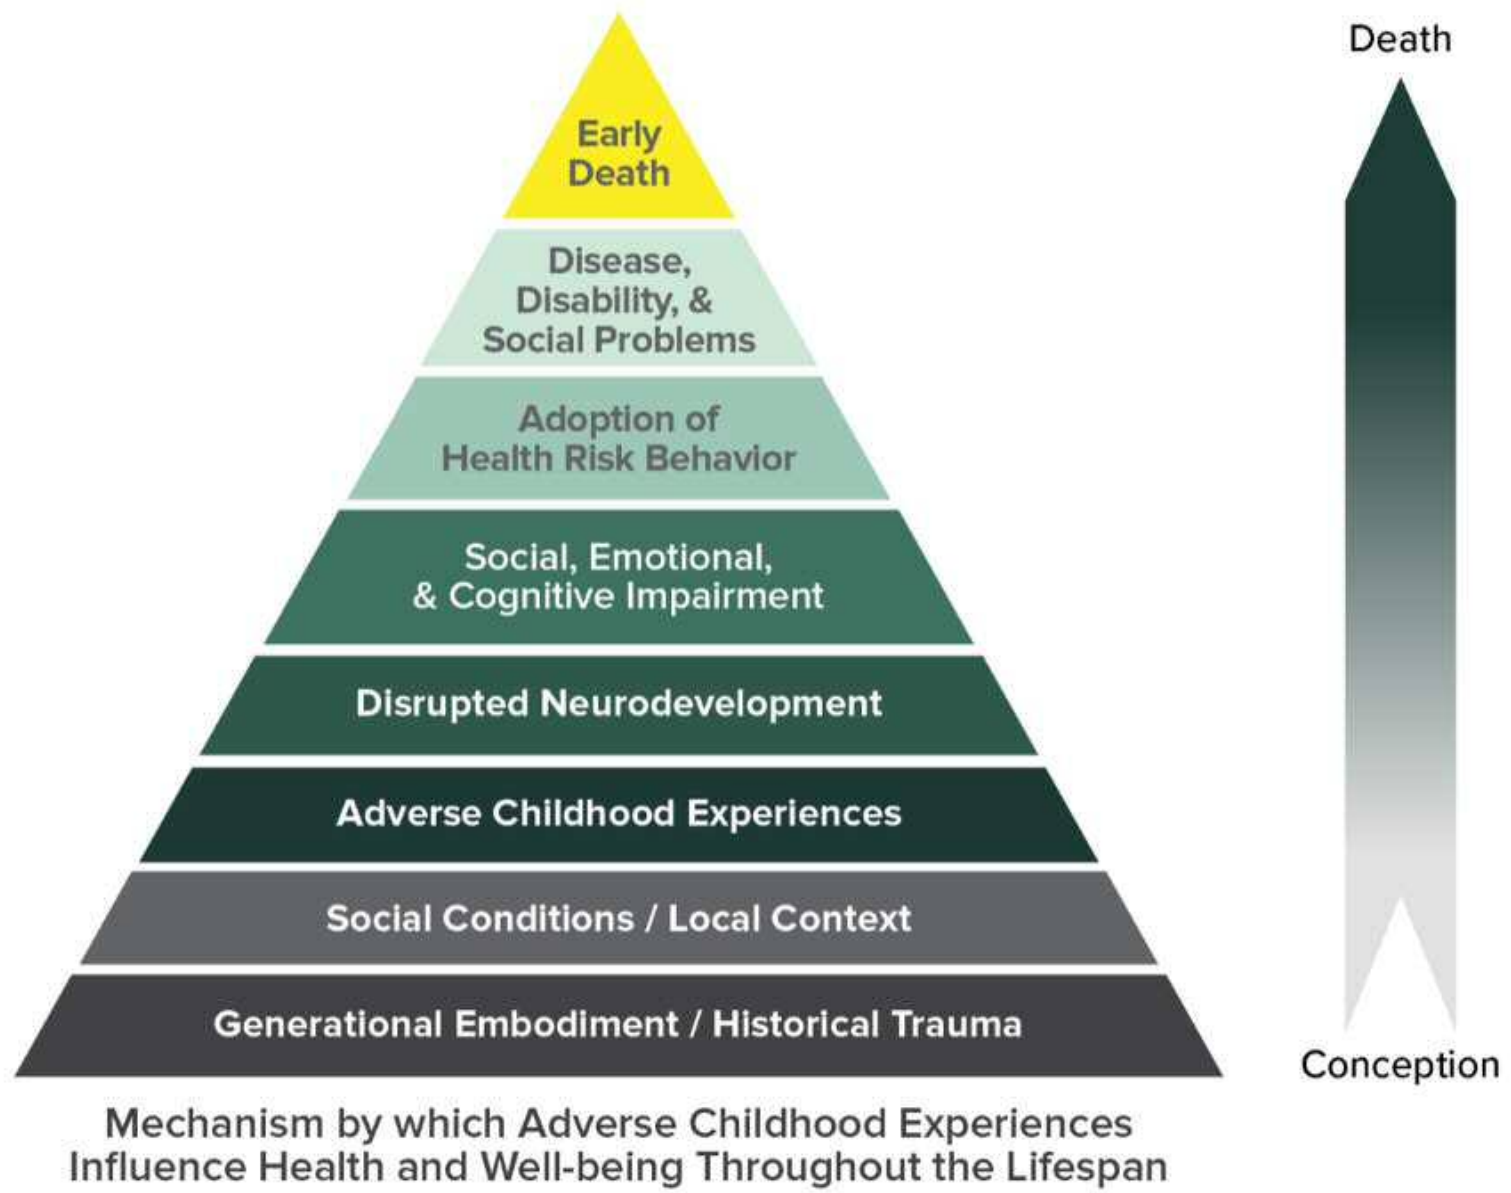 Death
Early
Death
Disease,
Disability, &
Social Problems
Adoption of
Health Risk Behavior
Social, Emotional,
& Cognitive Impairment
Disrupted Neurodevelopment
Adverse Childhood Experiences
Social Conditions / Local Context
Generational Embodiment / Historical Trauma
Conception
Mechanism by which Adverse Childhood Experiences
Influence Health and Well-being Throughout the Lifespan